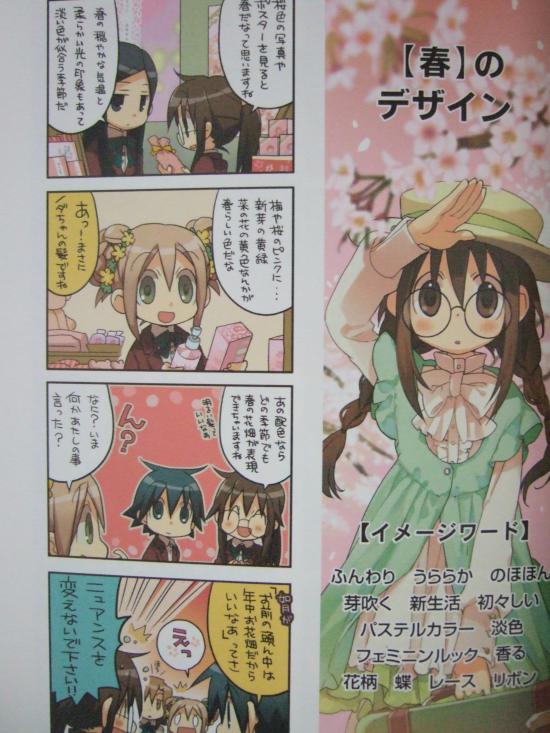 【春】の
デザイン
桜色の写真や
ポスターを見ると
春だなって思いますね
春の穏やかな気温と
柔らかい光の印象もあって
淡い色が似合う季節だ
梅や桜のピンクに・・・
新芽の黄緑
菜の花の黄色なんかが
春らしい色だな
あっ・まさに
ノダちゃんの髪ですね
あの配色なら
どの季節でも
春の花畑が表現
できちゃいますね
明るい髪って
いいなぁ
ん？
なに？いま
何かあたしの事
言った？
「お前の頭ん中は
年中お花畑だから
いいなあ」ってさ
えっ
ニュアンスを
変えないで下さい!!
【イメージワード】
ふんわり うららか のほほん
芽吹く 新生活 初々しい
パステルカラー 淡色
フェミニンルック 香る
花柄 蝶 レース リボン